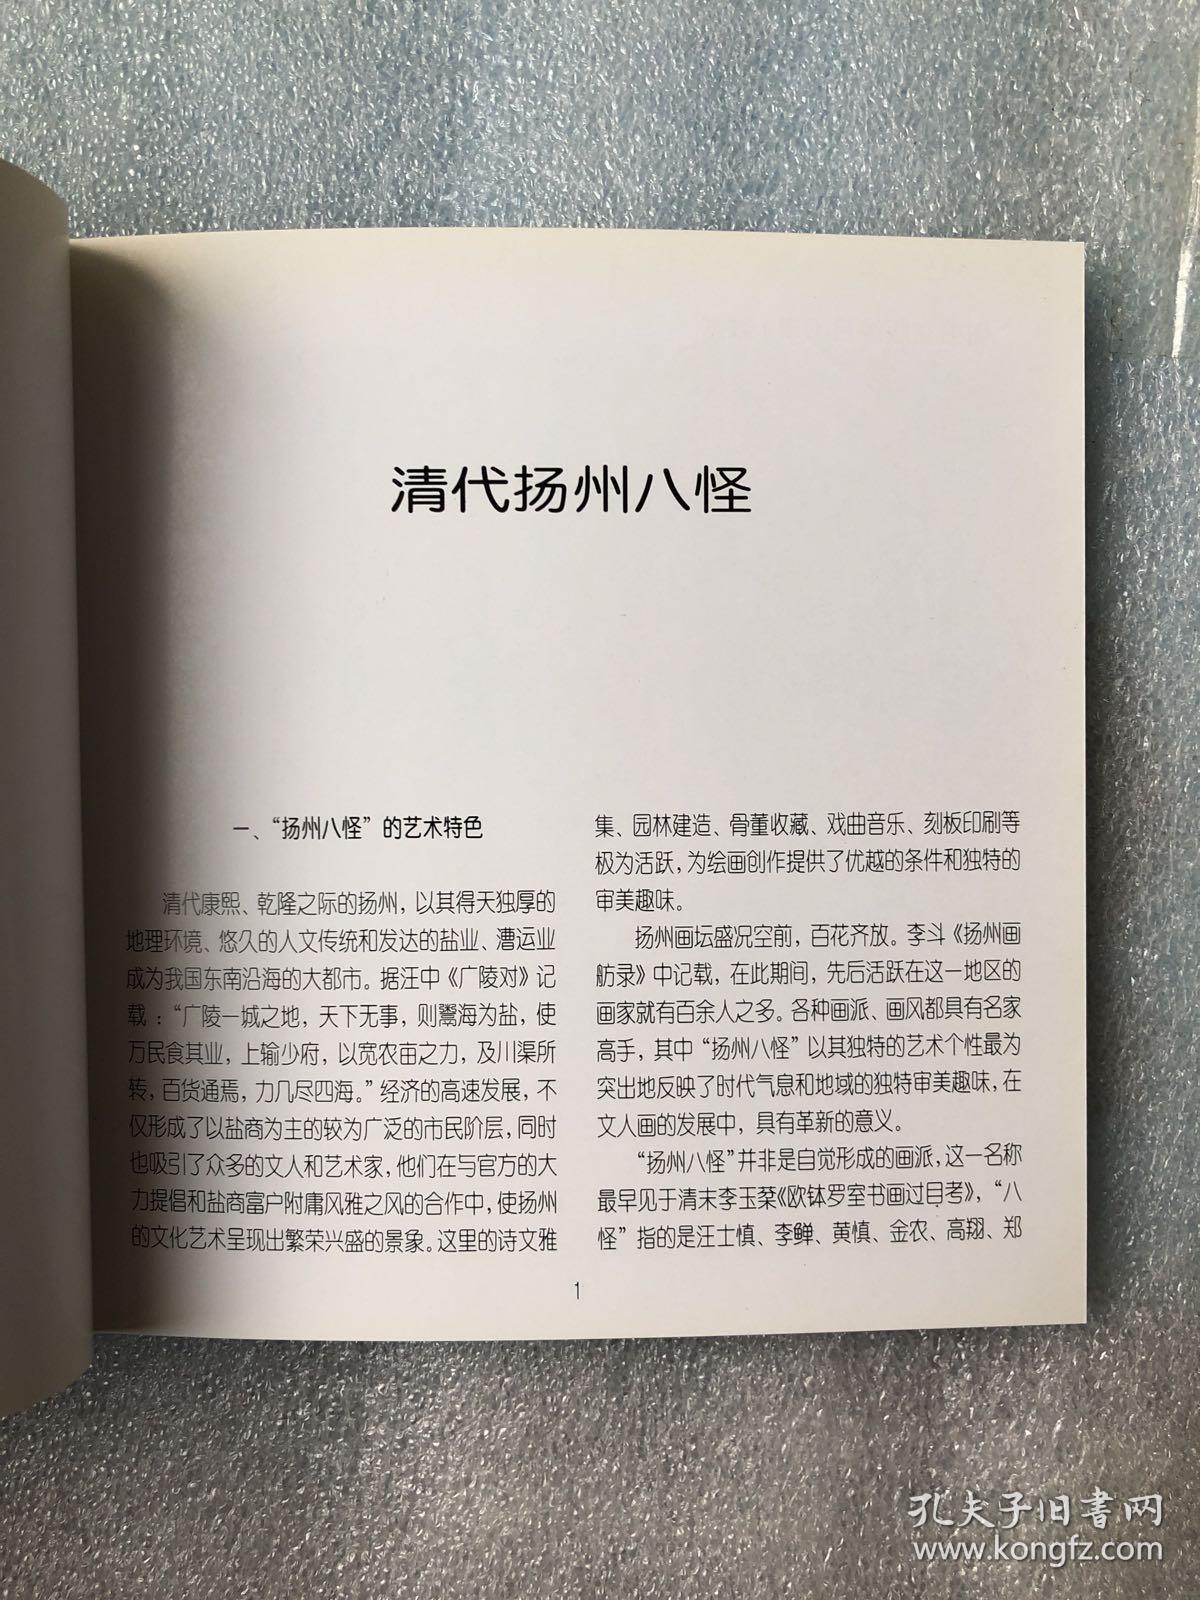 清代扬州八怪
一、“扬州八怪”的艺术特色
清代康熙、乾隆之际的扬州，以其得天独厚的
地理环境、悠久的人文传统和发达的盐业、漕运业
成为我国东南沿海的大都市。据汪中《广陵对》记
载：“广陵一城之地，天下无事，则鬻海为盐，使
万民食其业，上输少府，以宽农亩之力，及川渠所
转，百货通焉，力几尽四海。”经济的高速发展，不
仅形成了以盐商为主的较为广泛的市民阶层，同时
也吸引了众多的文人和艺术家，他们在与官方的大
力提倡和盐商富户附庸风雅之风的合作中，使扬州
的文化艺术呈现出繁荣兴盛的景象。这里的诗文雅
集、园林建造、骨董收藏、戏曲音乐、刻板印刷等
极为活跃，为绘画创作提供了优越的条件和独特的
审美趣味。
扬州画坛盛况空前，百花齐放。李斗《扬州画
舫录》中记载，在此期间，先后活跃在这一地区的
画家就有百余人之多。各种画派、画风都具有名家
高手，其中“扬州八怪”以其独特的艺术个性最为
突出地反映了时代气息和地域的独特审美趣味，在
文人画的发展中，具有革新的意义。
“扬州八怪”并非是自觉形成的画派，这一名称
最早见于清末李玉棻《欧钵罗室书画过目考》，“八
怪”指的是汪士慎、李鱓、黄慎、金农、高翔、郑
1
孔夫子旧書网
www.kongfz.com